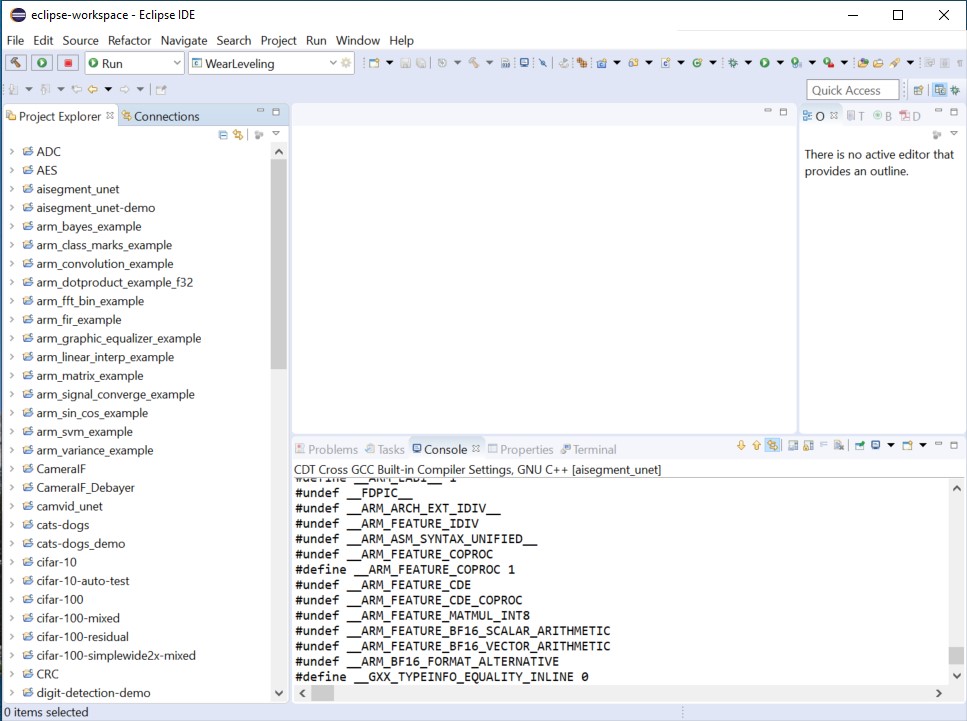 eclipse-workspace - Eclipse IDE
File Edit Source Refactor Navigate Search Project Run Window Help
Run WearLeveling
Quick Access
Project Explorer Connections
ADC
AES
aisegment_unet
aisegment_unet-demo
arm_bayes_example
arm_class_marks_example
arm_convolution_example
arm_dotproduct_example_f32
arm_fft_bin_example
arm_fir_example
arm_graphic_equalizer_example
arm_linear_interp_example
arm_matrix_example
arm_signal_converge_example
arm_sin_cos_example
arm_svm_example
arm_variance_example
CameraIF
CameraIF_Debayer
camvid_unet
cats-dogs
cats-dogs_demo
cifar-10
cifar-10-auto-test
cifar-100
cifar-100-mixed
cifar-100-residual
cifar-100-simplewide2x-mixed
CRC
digit-detection-demo
O T B D
There is no active editor that
provides an outline.
Problems Tasks Console Properties Terminal
CDT Cross GCC Built-in Compiler Settings, GNU C++ [aisegment_unet]
#define __ARM_EABI__ 1
#undef __FDPIC__
#undef __ARM_ARCH_EXT_IDIV__
#undef __ARM_FEATURE_IDIV
#undef __ARM_ASM_SYNTAX_UNIFIED__
#undef __ARM_FEATURE_COPROC
#define __ARM_FEATURE_COPROC 1
#undef __ARM_FEATURE_CDE
#undef __ARM_FEATURE_CDE_COPROC
#undef __ARM_FEATURE_MATMUL_INT8
#undef __ARM_FEATURE_BF16_SCALAR_ARITHMETIC
#undef __ARM_FEATURE_BF16_VECTOR_ARITHMETIC
#undef __ARM_BF16_FORMAT_ALTERNATIVE
#define __GXX_TYPEINFO_EQUALITY_INLINE 0
0 items selected